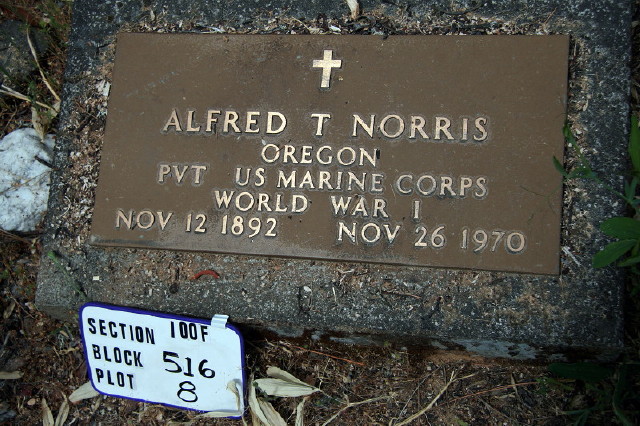 ALFRED T NORRIS
OREGON
PVT US MARINE CORPS
WORLD WAR I
NOV 12 1892 NOV 26 1970
SECTION 100F
BLOCK 516
PLOT 8